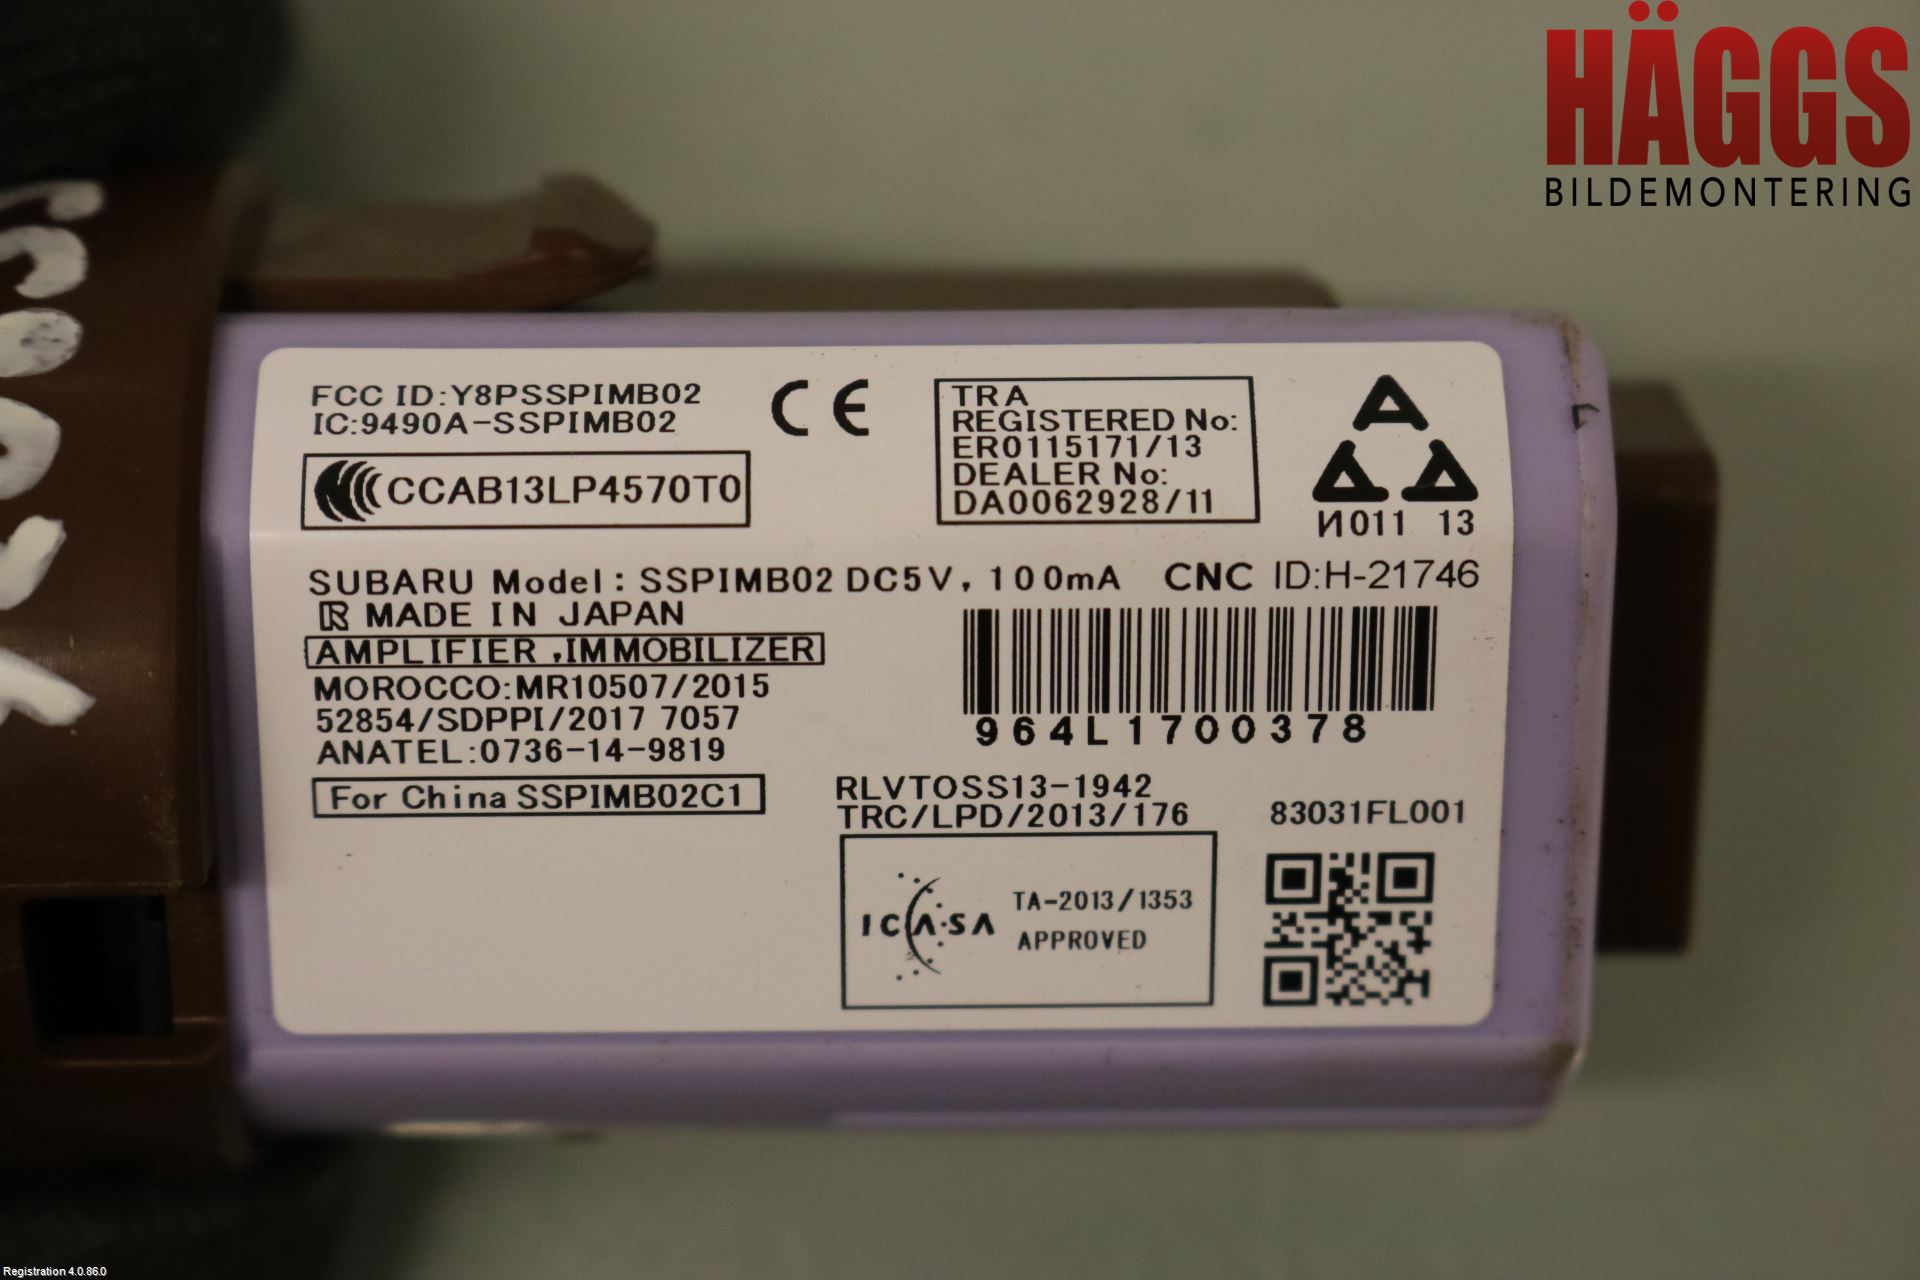 HÄGGS
BILDEMONTERING
FCC ID:Y8PSSPIMB02
IC:9490A-SSPIMB02
CE
CCAB13LP4570T0
TRA
REGISTERED No:
ER0115171/13
DEALER No:
DA0062928/11
И011 13
SUBARU Model: SSPIMB02 DC5V, 100mA CNC ID:H-21746
R MADE IN JAPAN
AMPLIFIER ,IMMOBILIZER
MOROCCO:MR10507/2015
52854/SDPPI/2017 7057
ANATEL:0736-14-9819
For China SSPIMB02C1
964L1700378
RLVTOSS13-1942
TRC/LPD/2013/176
83031FL001
ICASA
TA-2013/1353
APPROVED
Registration 4.0.86.0